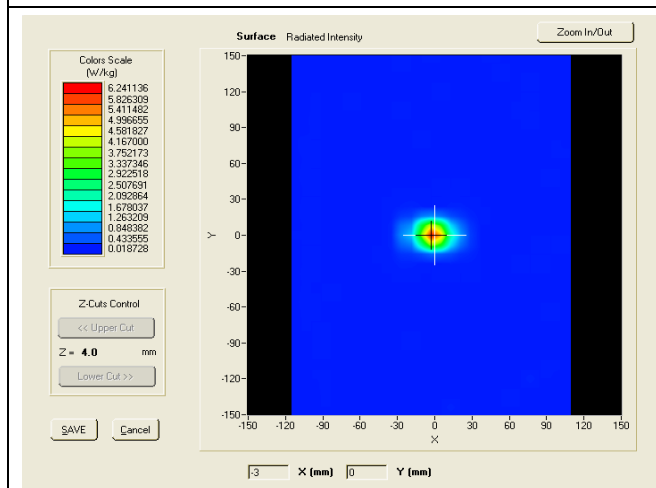 Surface Radiated Intensity
Zoom In/Out
Colors Scale
(W/kg)
6.241136
5.826309
5.411482
4.996655
4.581827
4.167000
3.752173
3.337346
2.922518
2.507691
2.092864
1.678037
1.263209
0.848382
0.433555
0.018728
Z-Cuts Control
<< Upper Cut
Z = 4.0 mm
Lower Cut >>
SAVE Cancel
150
120
90
60
30
0
-30
-60
-90
-120
-150
Y
-150 -120 -90 -60 -30 0 30 60 90 120 150
X
-3 X (mm) 0 Y (mm)